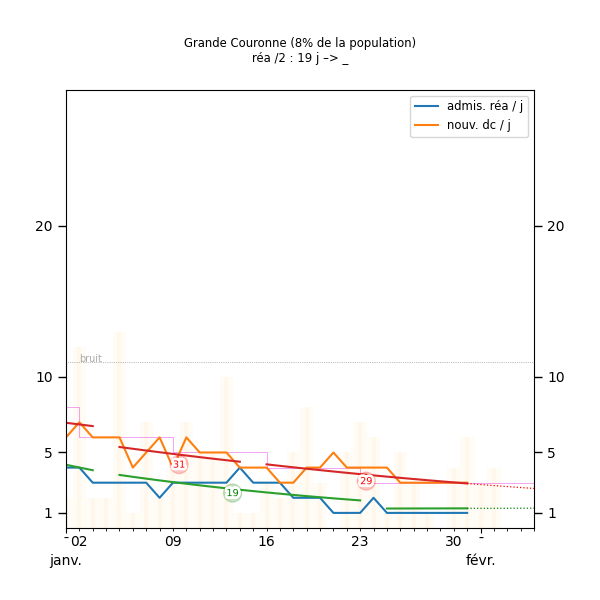 Grande Couronne (8% de la population)
réa /2 : 19 j –> _
admis. réa / j
nouv. dc / j
20 20
bruit
10 10
31
29
5 5
19
1 1
- 02 09 16 23 30 -
janv. févr.